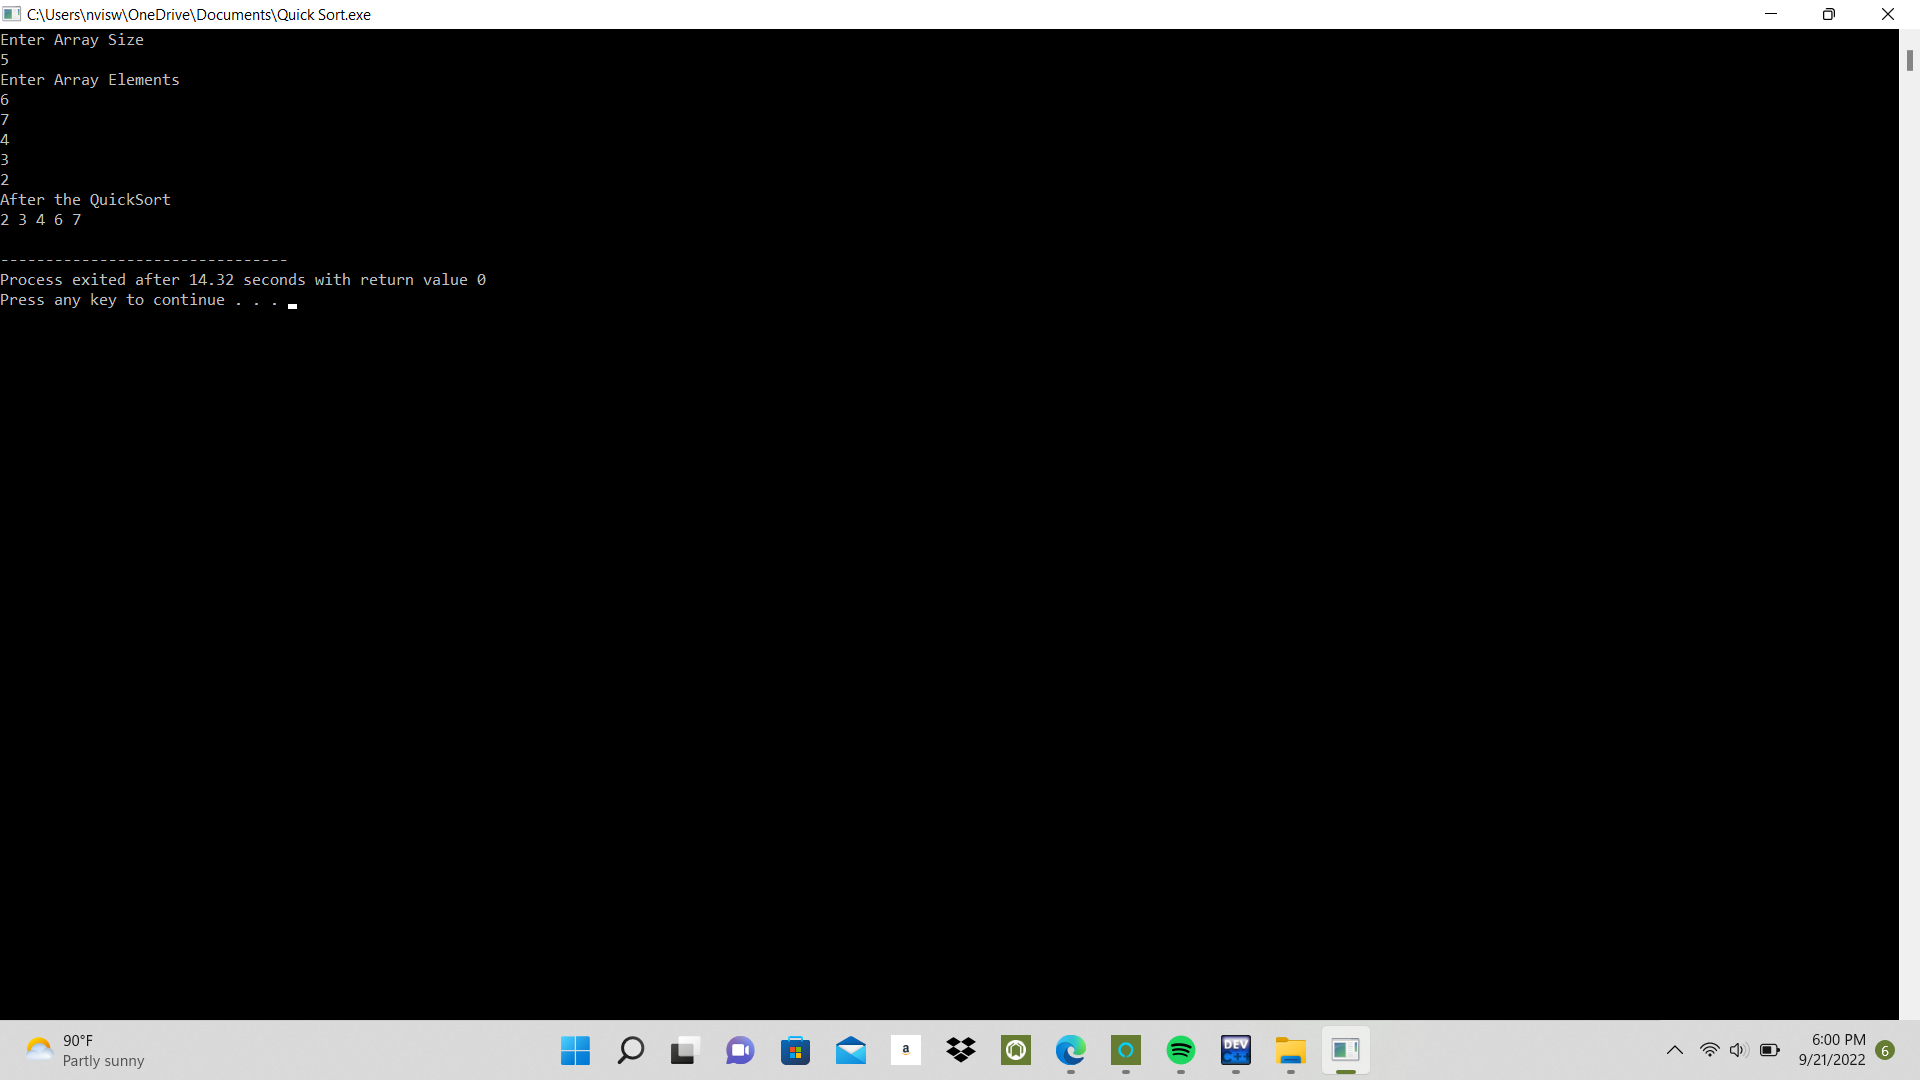 C:\Users\nvisw\OneDrive\Documents\Quick Sort.exe
Enter Array Size
5
Enter Array Elements
6
7
4
3
2
After the QuickSort
2 3 4 6 7
--------------------------------
Process exited after 14.32 seconds with return value 0
Press any key to continue . . .
90°F
Partly sunny
a
DEV
C++
6:00 PM
9/21/2022
6